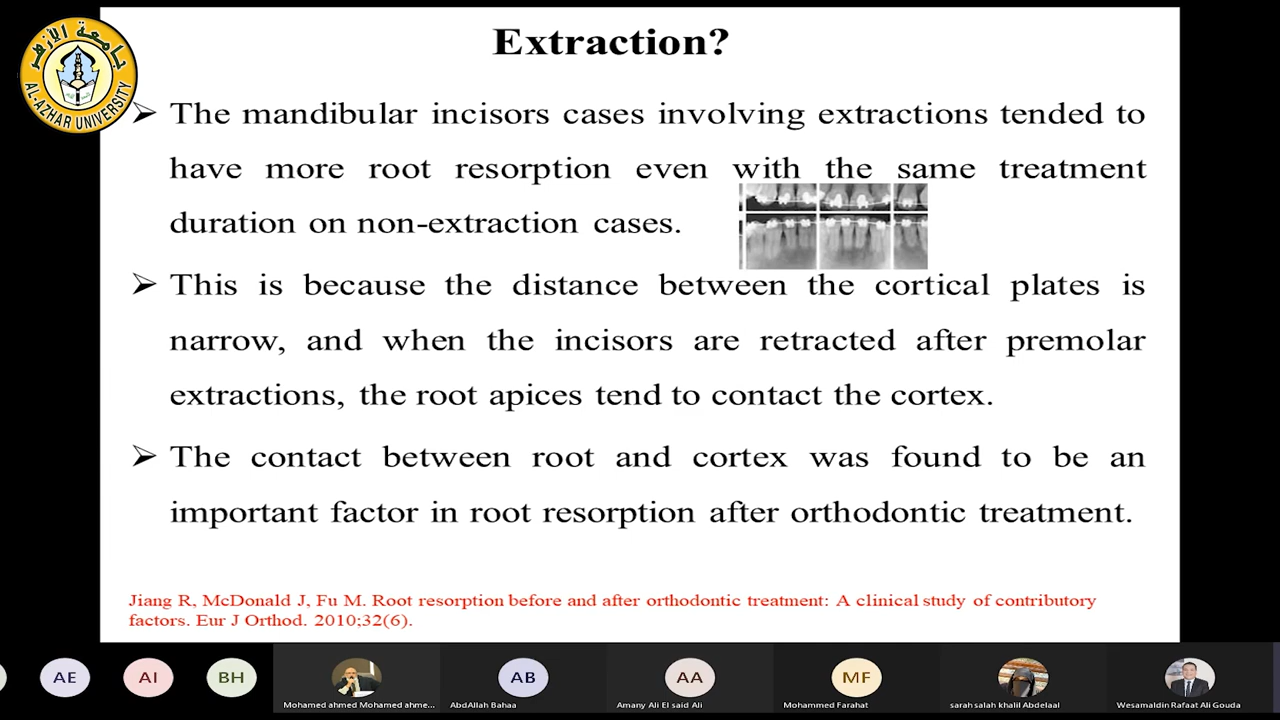 Extraction?
جامعة الأزهر
AL-AZHAR UNIVERSITY
➢ The mandibular incisors cases involving extractions tended to
have more root resorption even with the same treatment
duration on non-extraction cases.
➢ This is because the distance between the cortical plates is
narrow, and when the incisors are retracted after premolar
extractions, the root apices tend to contact the cortex.
➢ The contact between root and cortex was found to be an
important factor in root resorption after orthodontic treatment.
Jiang R, McDonald J, Fu M. Root resorption before and after orthodontic treatment: A clinical study of contributory
factors. Eur J Orthod. 2010;32(6).
AE
AI
BH
Mohamed ahmed Mohamed ahme...
AB
AbdAllah Bahaa
AA
Amany Ali El said Ali
MF
Mohammed Farahat
sarah salah khalil Abdelaal
Wesamaldin Rafaat Ali Gouda